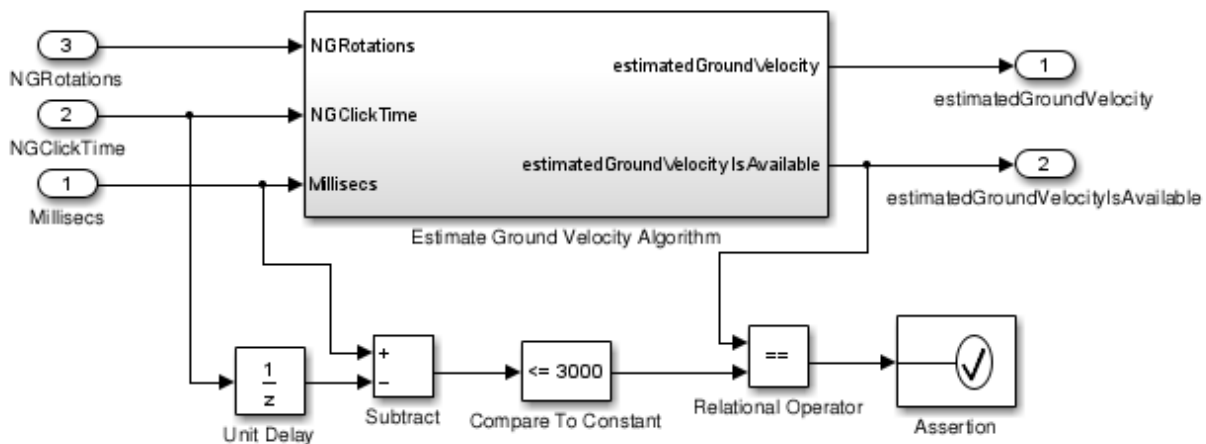 3
NGRotations
NGRotations
estimatedGroundVelocity
1
estimatedGroundVelocity
2
NGClickTime
NGClickTime
1
Millisecs
Millisecs
estimatedGroundVelocityIsAvailable
2
estimatedGroundVelocityIsAvailable
Estimate Ground Velocity Algorithm
1
z
Unit Delay
+
−
Subtract
<= 3000
Compare To Constant
==
Relational Operator
Assertion